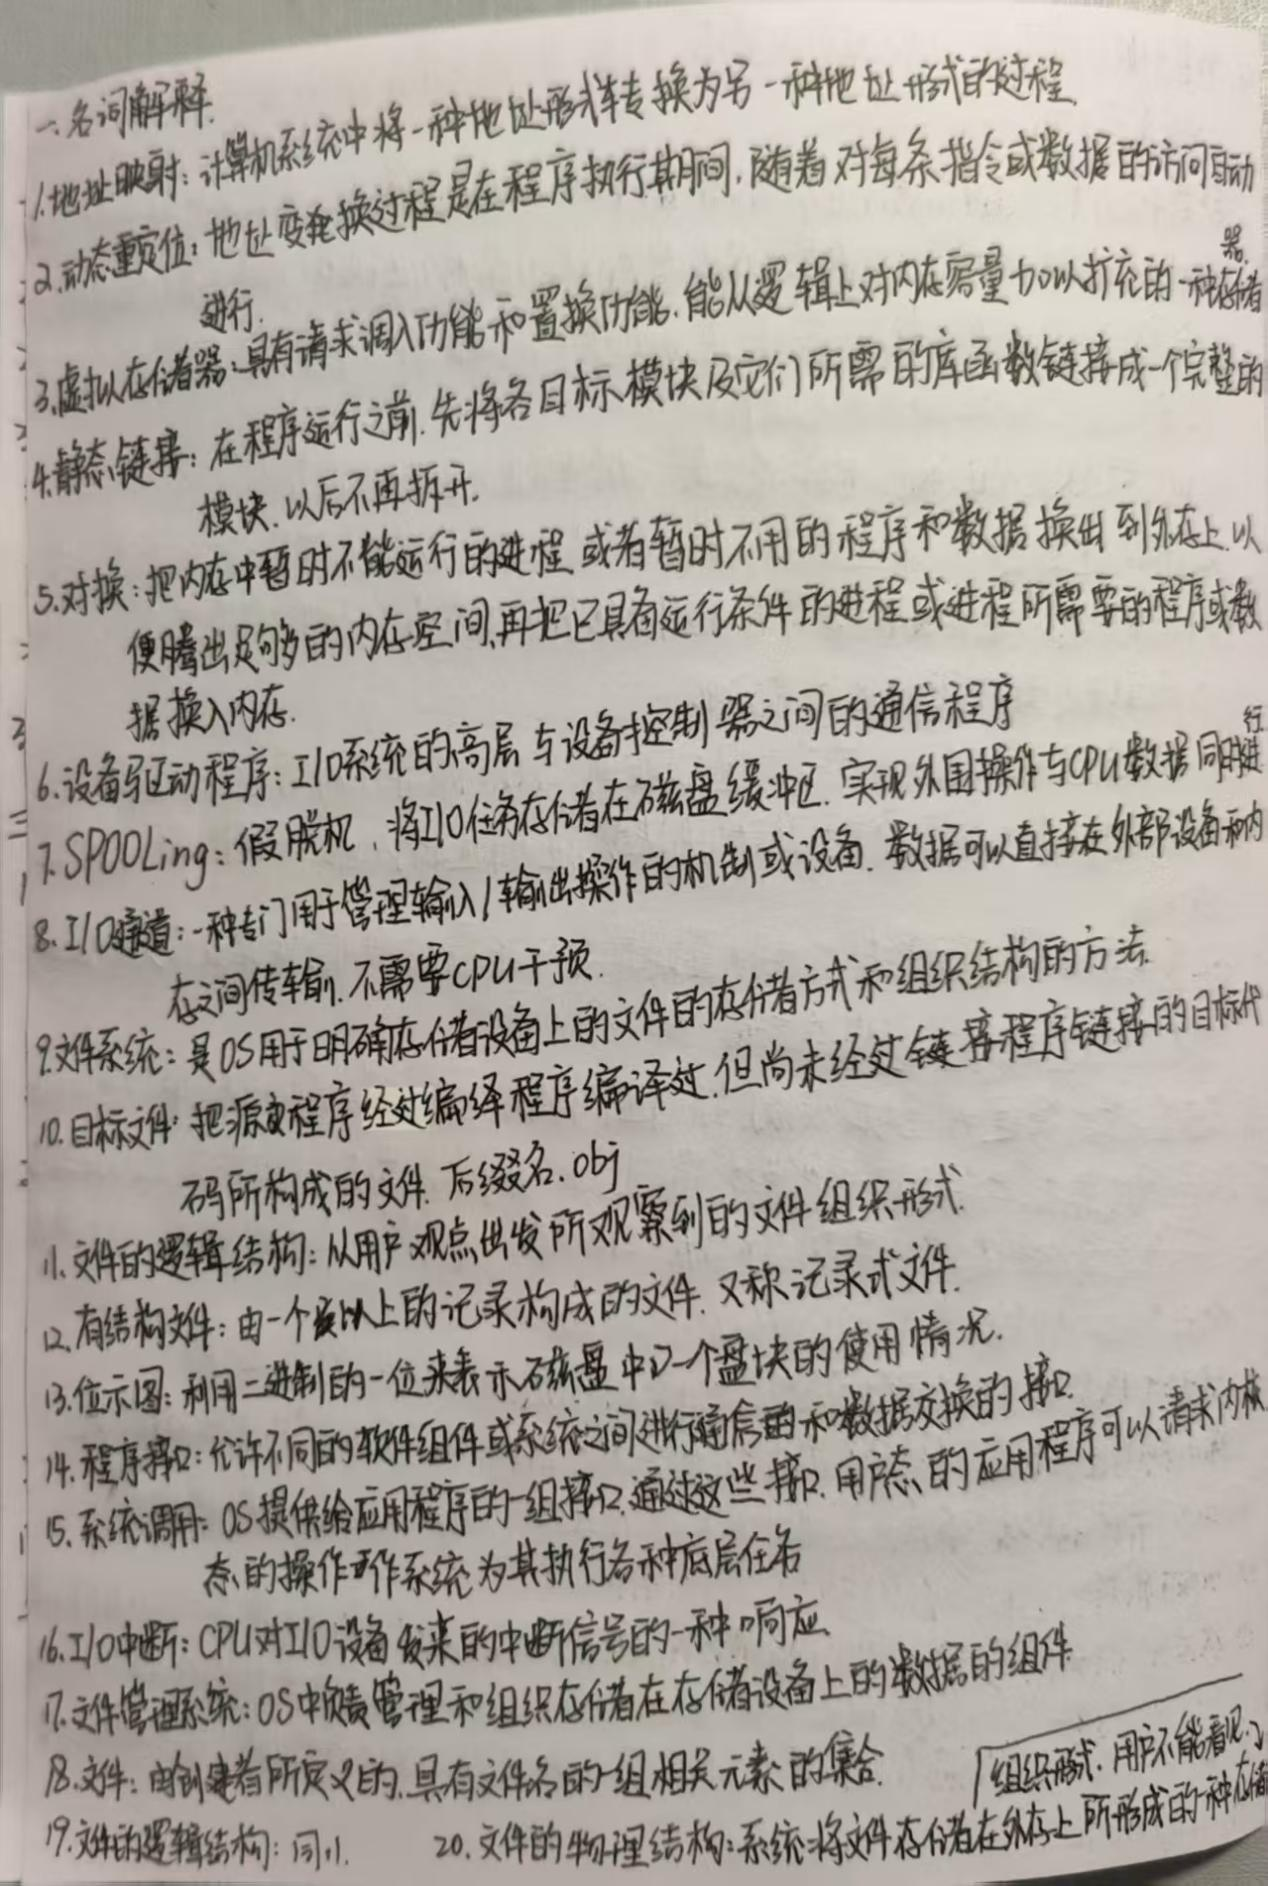 一.名词解释.
1.地址映射：计算机系统中将一种地址形式转换为另一种地址形式的过程.
2.动态重定位：地址变换过程是在程序执行期间,随着对每条指令或数据的访问自动
进行.
3.虚拟存储器：具有请求调入功能和置换功能.能从逻辑上对内存容量加以扩充的一种存储器.
4.静态链接：在程序运行之前.先将各目标模块及它们所需的库函数链接成一个完整的
模块.以后不再拆开.
5.对换：把内存中暂时不能运行的进程或者暂时不用的程序和数据换出到外存上.以
便腾出足够的内存空间,再把已具备运行条件的进程或进程所需要的程序或数
据换入内存.
6.设备驱动程序：I/O系统的高层与设备控制器之间的通信程序
7.SPOOLing：假脱机，将I/O任务存储在磁盘缓冲区.实现外围操作与CPU数据同时进行
8.I/O通道：一种专门用于管理输入/输出操作的机制或设备.数据可以直接在外部设备和内
存之间传输.不需要CPU干预.
9.文件系统：是OS用于明确存储设备上的文件的存储方式和组织结构的方法.
10.目标文件：把源程序经过编译程序编译过.但尚未经过链接程序链接的目标代
码所构成的文件.后缀名.obj
11.文件的逻辑结构：从用户观点出发所观察到的文件组织形式.
12.有结构文件：由一个以上的记录构成的文件.又称记录式文件.
13.位示图：利用二进制的一位来表示磁盘中一个盘块的使用情况.
14.程序接口：允许不同的软件组件或系统之间进行通信和数据交换的接口.
15.系统调用：OS提供给应用程序的一组接口.通过这些接口.用户态的应用程序可以请求内核
态的操作系统为其执行各种底层任务
16.I/O中断：CPU对I/O设备发来的中断信号的一种响应.
17.文件管理系统：OS中负责管理和组织存储在存储设备上的数据的组件.
18.文件：由创建者所定义的.具有文件名的一组相关元素的集合.
19.文件的逻辑结构：同11.
20.文件的物理结构：系统将文件存储在外存上所形成的一种存储
组织形式.用户不能看见.